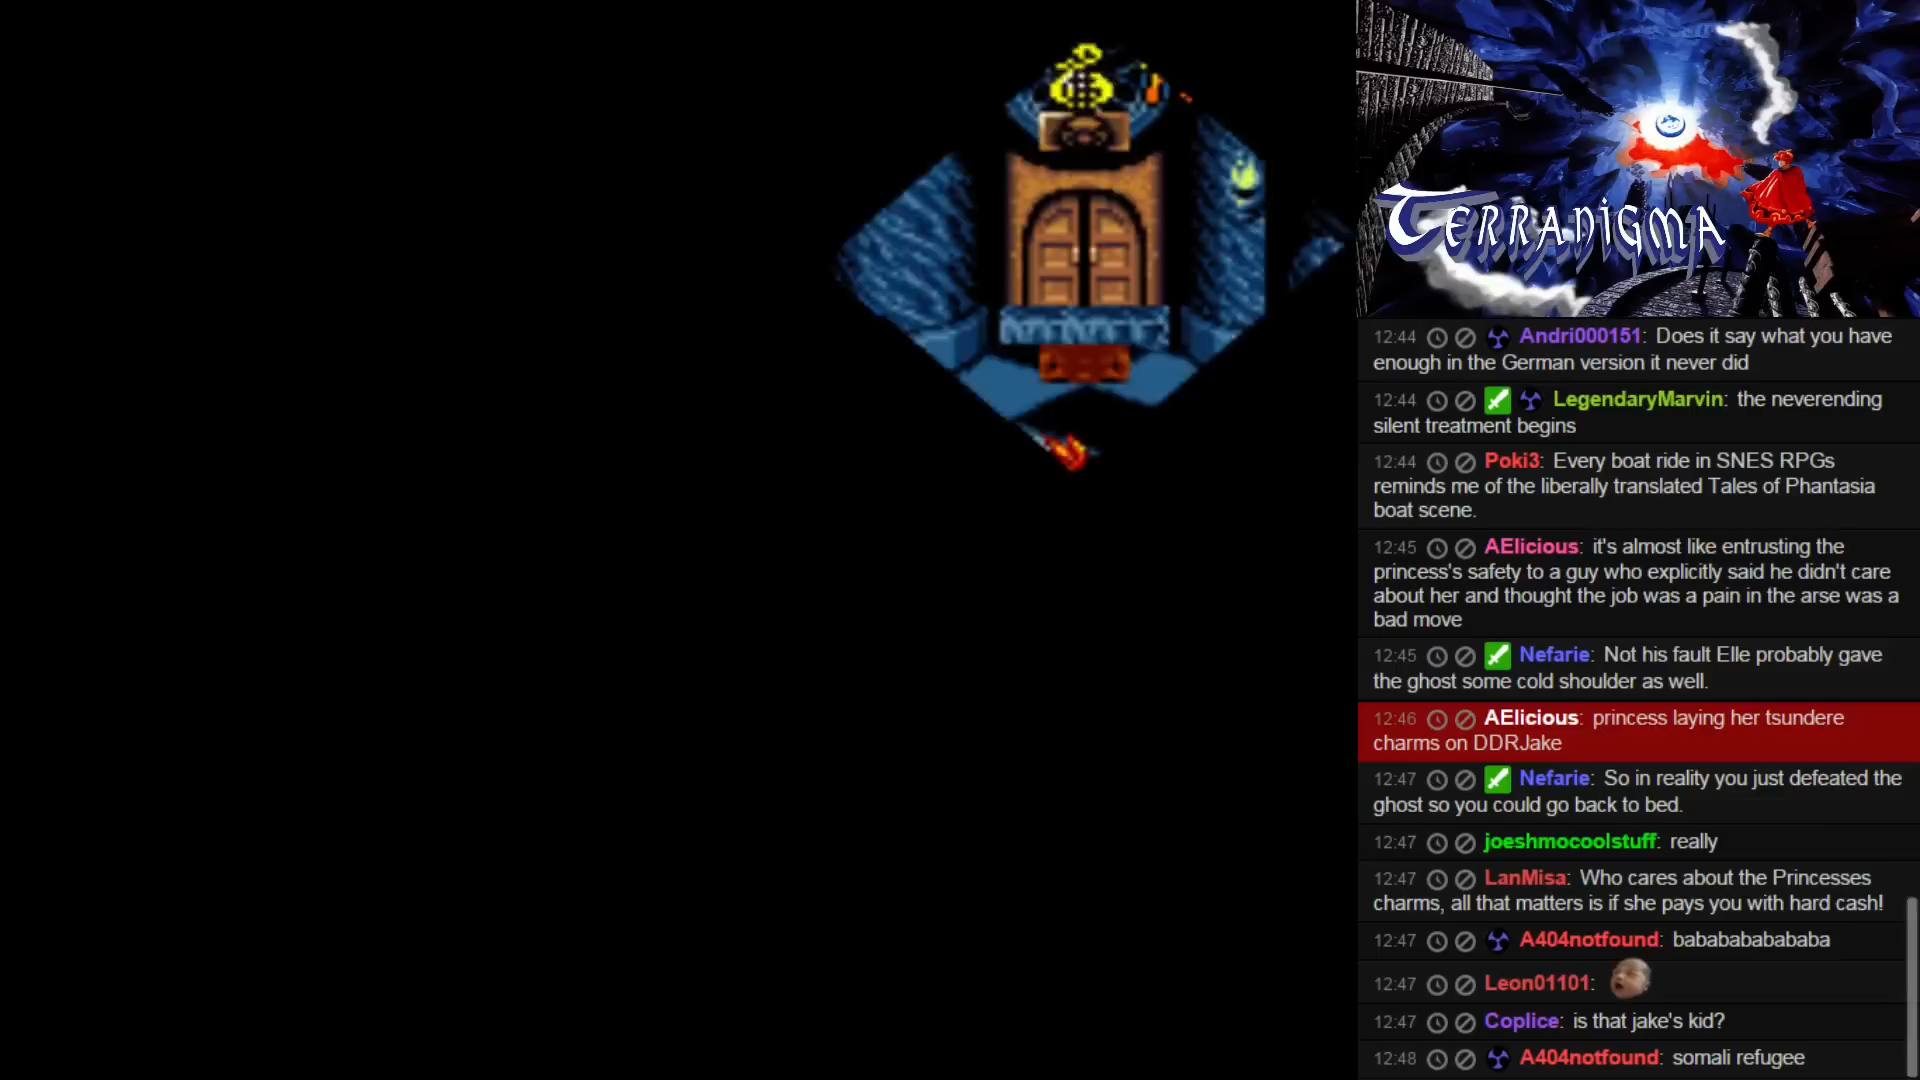 TERRANIGMA
12:44 Andri000151: Does it say what you have
enough in the German version it never did
12:44 LegendaryMarvin: the neverending
silent treatment begins
12:44 Poki3: Every boat ride in SNES RPGs
reminds me of the liberally translated Tales of Phantasia
boat scene.
12:45 AElicious: it's almost like entrusting the
princess's safety to a guy who explicitly said he didn't care
about her and thought the job was a pain in the arse was a
bad move
12:45 Nefarie: Not his fault Elle probably gave
the ghost some cold shoulder as well.
12:46 AElicious: princess laying her tsundere
charms on DDRJake
12:47 Nefarie: So in reality you just defeated the
ghost so you could go back to bed.
12:47 joeshmocoolstuff: really
12:47 LanMisa: Who cares about the Princesses
charms, all that matters is if she pays you with hard cash!
12:47 A404notfound: babababababababa
12:47 Leon01101:
12:47 Coplice: is that jake's kid?
12:48 A404notfound: somali refugee